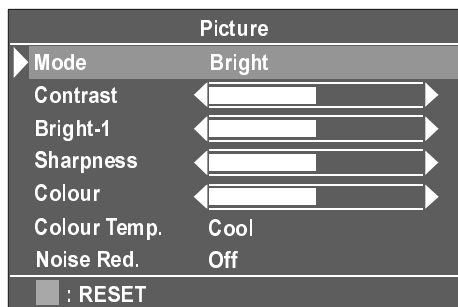 Picture
Mode Bright
Contrast
Bright-1
Sharpness
Colour
Colour Temp. Cool
Noise Red. Off
: RESET